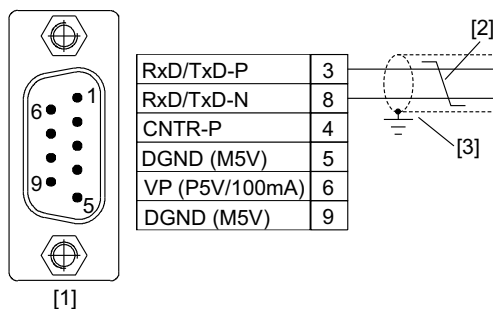 1
6
9
5
[1]
RxD/TxD-P 3
RxD/TxD-N 8
CNTR-P 4
DGND (M5V) 5
VP (P5V/100mA) 6
DGND (M5V) 9
[2]
[3]